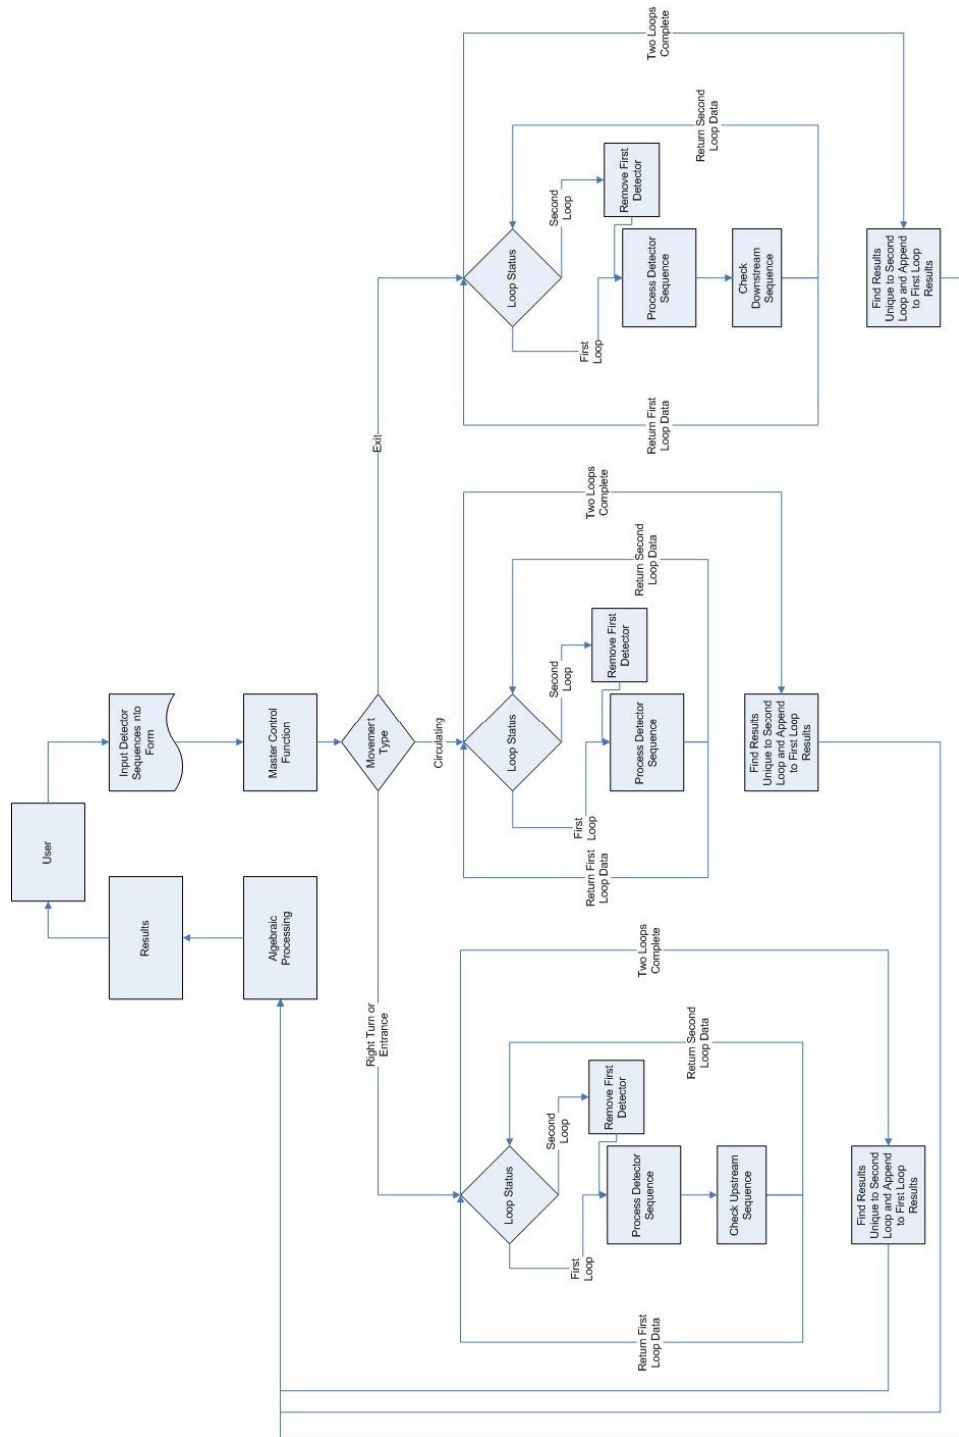 User
Results
Input Detector
Sequences nto
Form
Algebraic
Processing
Master Control
Function
Movement
Type
Right Turn or
Entrance
Circulating
Exit
Loop Status
First
Loop
Second
Loop
Remove First
Detector
Process Detector
Sequence
Check Upstream
Sequence
Return First
Loop Data
Return Second
Loop Data
Two Loops
Complete
Find Results
Unique to Second
Loop and Append
to First Loop
Results
Loop Status
First
Loop
Second
Loop
Remove First
Detector
Process Detector
Sequence
Return First
Loop Data
Return Second
Loop Data
Two Loops
Complete
Find Results
Unique to Second
Loop and Append
to First Loop
Results
Loop Status
First
Loop
Second
Loop
Remove First
Detector
Process Detector
Sequence
Check
Downstream
Sequence
Return First
Loop Data
Return Second
Loop Data
Two Loops
Complete
Find Results
Unique to Second
Loop and Append
to First Loop
Results